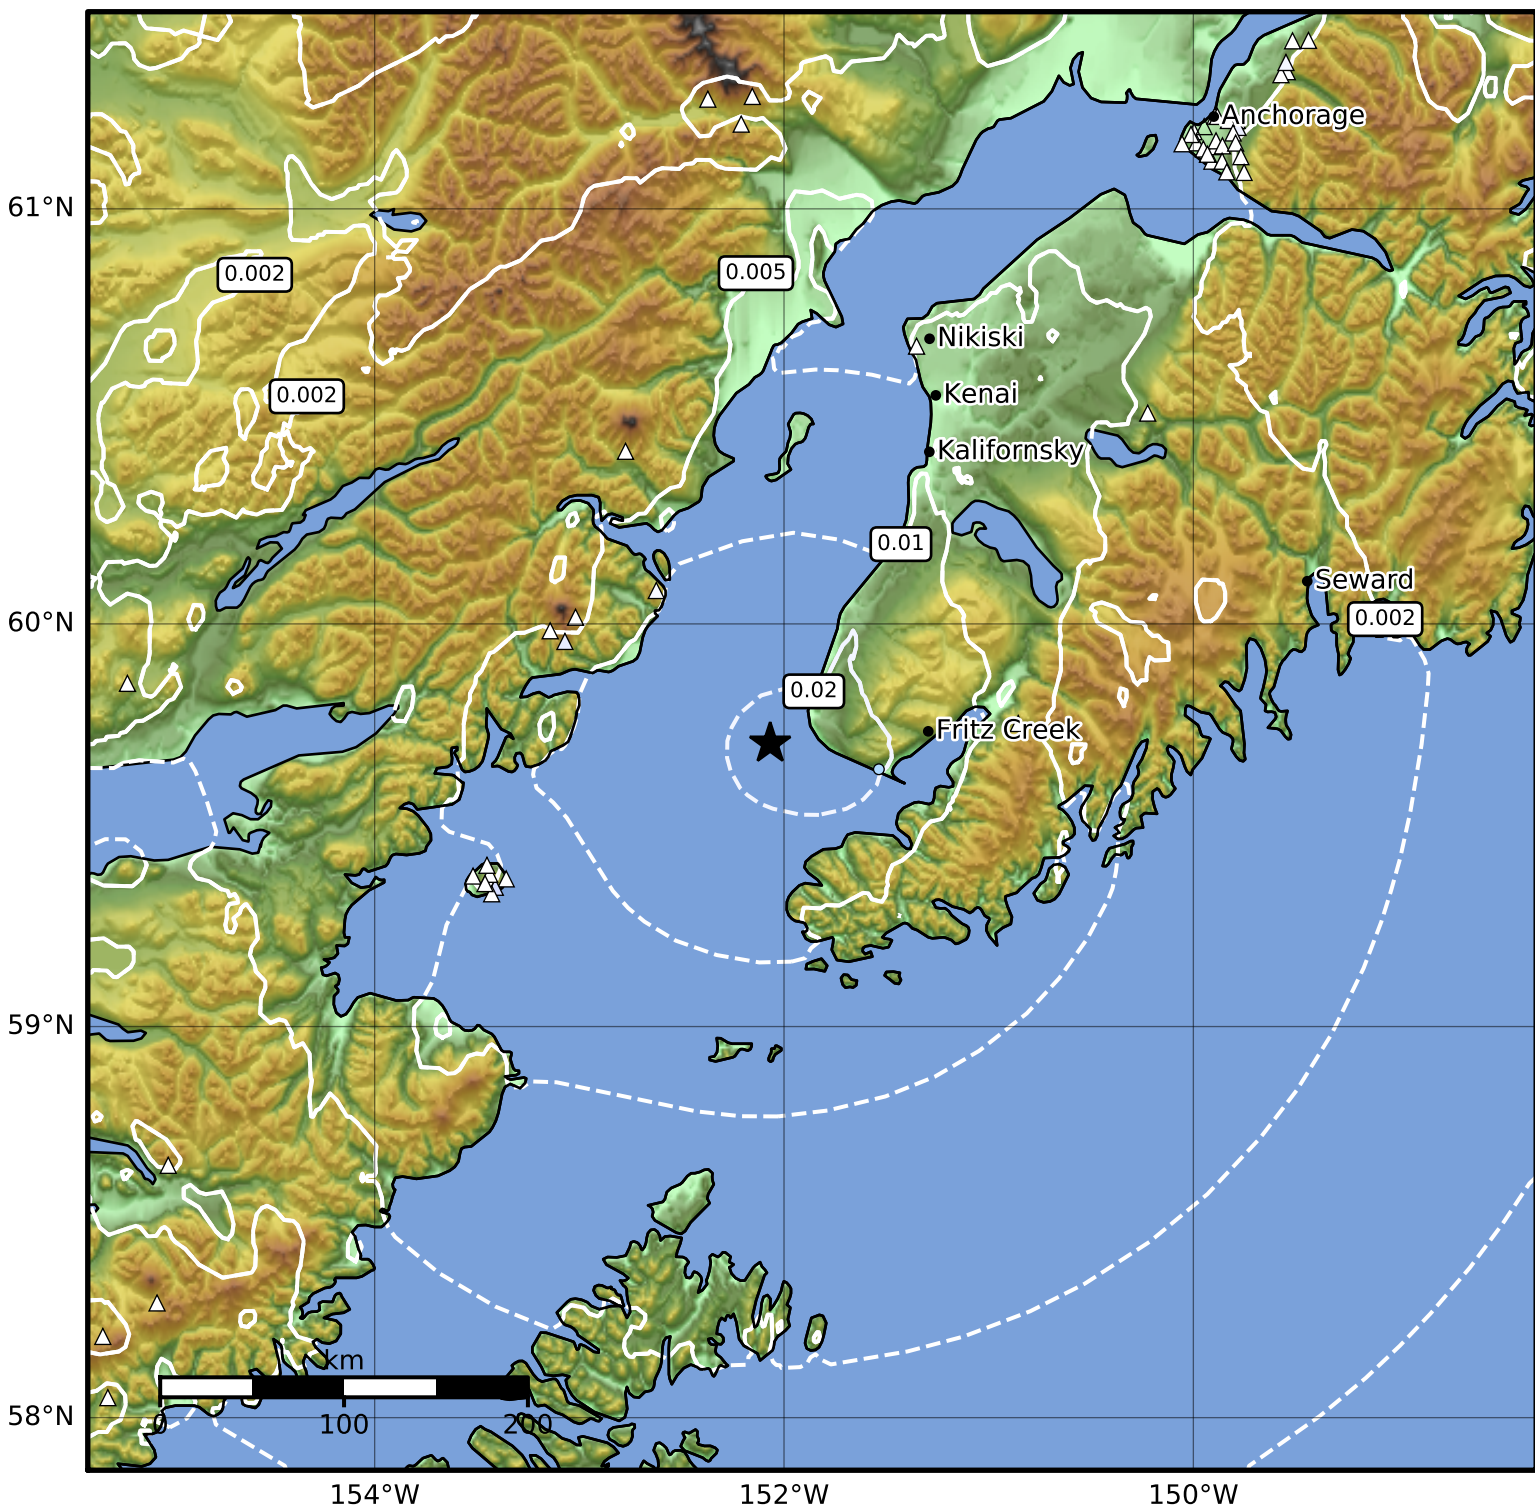 Anchorage
61°N
0.002
0.005
Nikiski
0.002
Kenai
Kalifornsky
0.01
Seward
60°N
0.002
0.02
Fritz Creek
59°N
km
58°N
0
100
200
154°W
152°W
150°W